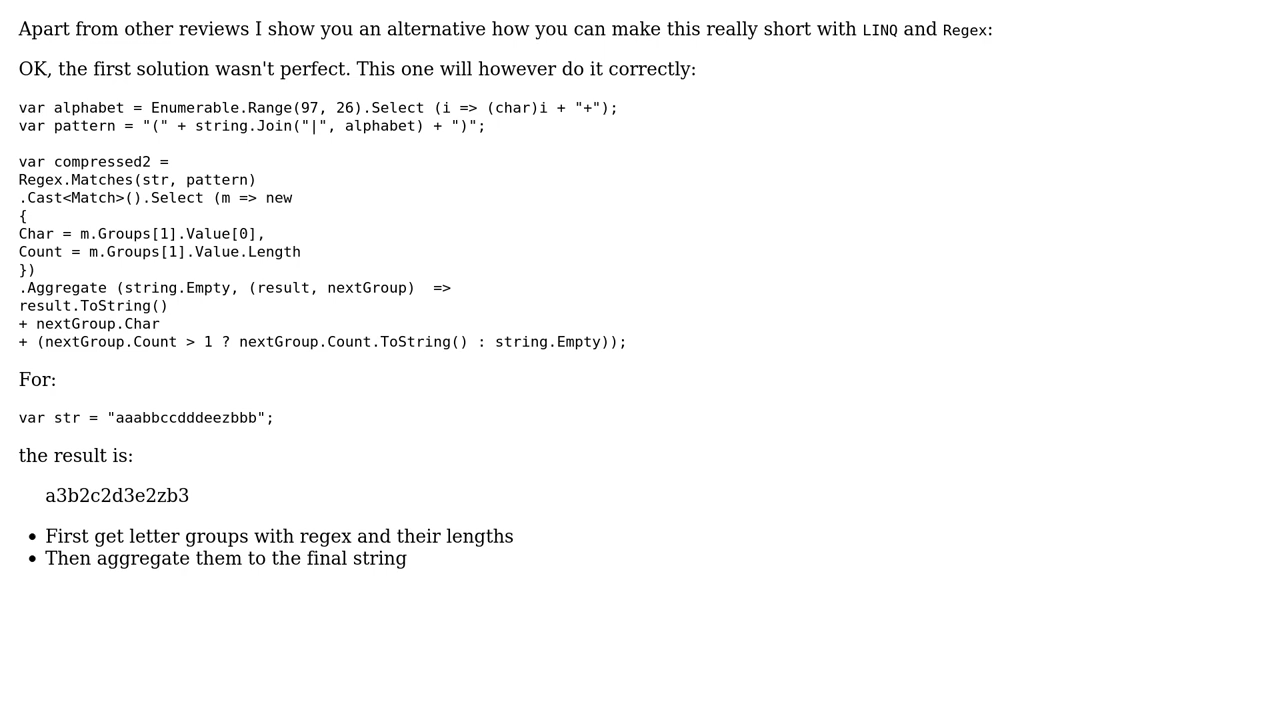 Apart from other reviews I show you an alternative how you can make this really short with LINQ and Regex:
OK, the first solution wasn't perfect. This one will however do it correctly:
var alphabet = Enumerable.Range(97, 26).Select (i => (char)i + "+");
var pattern = "(" + string.Join("|", alphabet) + ")";
var compressed2 =
Regex.Matches(str, pattern)
.Cast<Match>().Select (m => new
{
Char = m.Groups[1].Value[0],
Count = m.Groups[1].Value.Length
})
.Aggregate (string.Empty, (result, nextGroup)  =>
result.ToString()
+ nextGroup.Char
+ (nextGroup.Count > 1 ? nextGroup.Count.ToString() : string.Empty));
For:
var str = "aaabbccdddeezbbb";
the result is:
a3b2c2d3e2zb3
• First get letter groups with regex and their lengths
• Then aggregate them to the final string